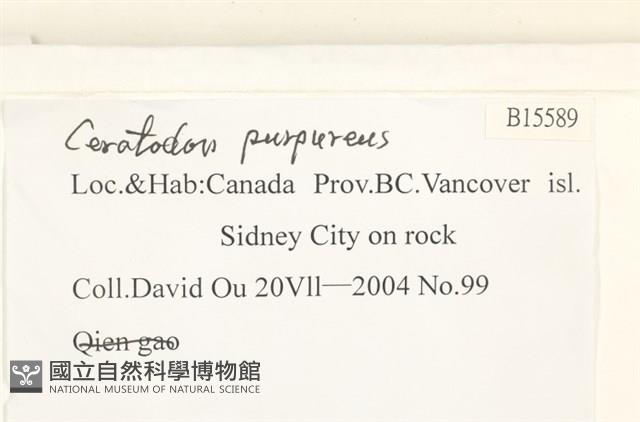 B15589
Ceratodon purpureus
Loc.&Hab:Canada Prov.BC.Vancover isl.
Sidney City on rock
Coll.David Ou 20Vll—2004 No.99
Qien gao
國立自然科學博物館
NATIONAL MUSEUM OF NATURAL SCIENCE